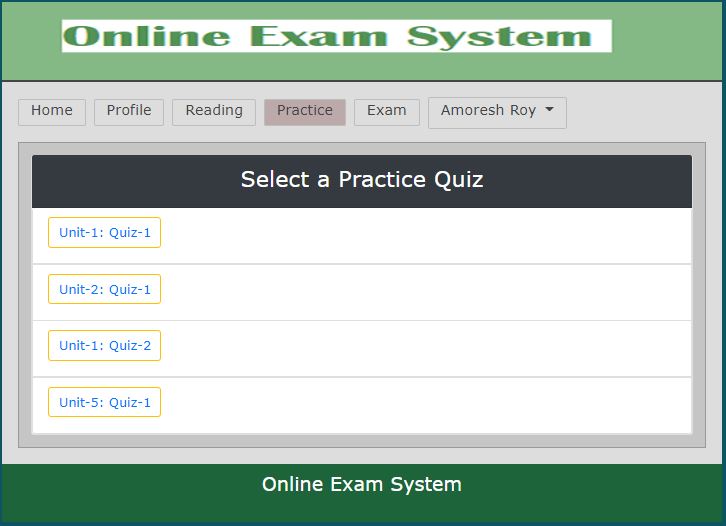 Online Exam System
Home Profile Reading Practice Exam Amoresh Roy
Select a Practice Quiz
Unit-1: Quiz-1
Unit-2: Quiz-1
Unit-1: Quiz-2
Unit-5: Quiz-1
Online Exam System